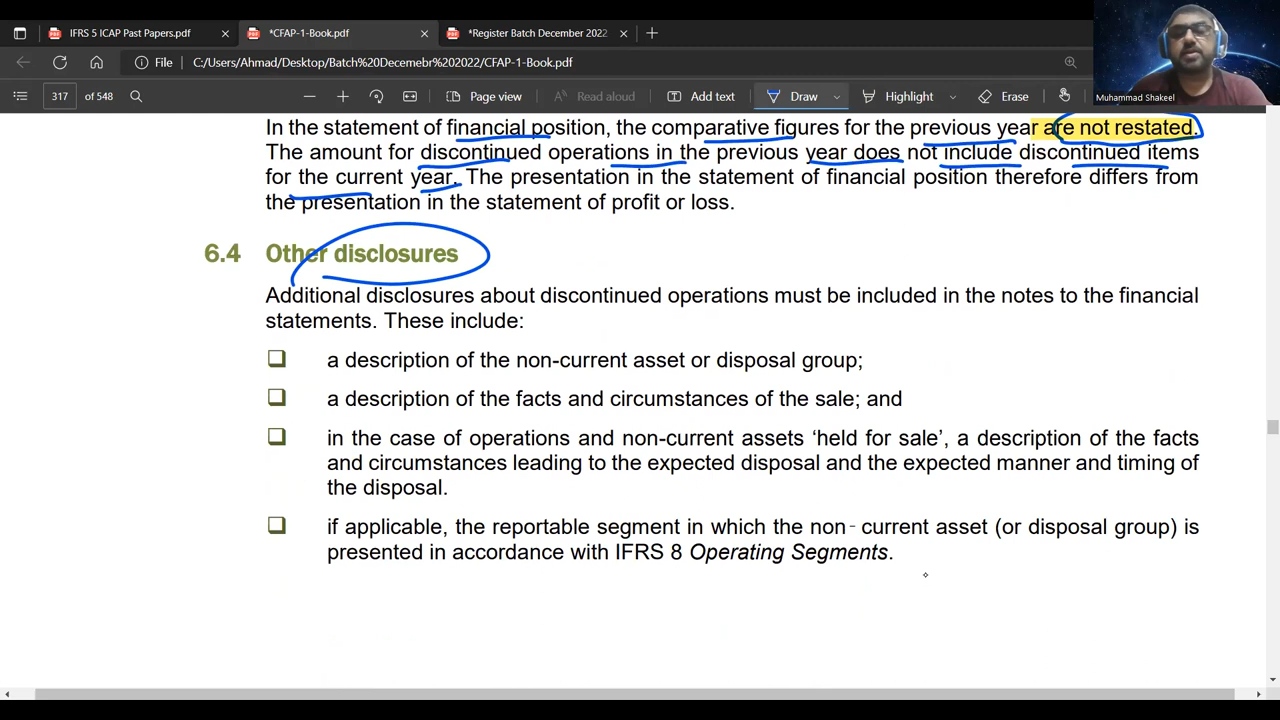 IFRS 5 ICAP Past Papers.pdf
*CFAP-1-Book.pdf
*Register Batch December 2022
File
C:/Users/Ahmad/Desktop/Batch%20Decemebr%202022/CFAP-1-Book.pdf
317 of 548
Page view
Read aloud
Add text
Draw
Highlight
Erase
Muhammad Shakeel
In the statement of financial position, the comparative figures for the previous year are not restated.
The amount for discontinued operations in the previous year does not include discontinued items
for the current year. The presentation in the statement of financial position therefore differs from
the presentation in the statement of profit or loss.
6.4 Other disclosures
Additional disclosures about discontinued operations must be included in the notes to the financial
statements. These include:
a description of the non-current asset or disposal group;
a description of the facts and circumstances of the sale; and
in the case of operations and non-current assets ‘held for sale’, a description of the facts
and circumstances leading to the expected disposal and the expected manner and timing of
the disposal.
if applicable, the reportable segment in which the non-current asset (or disposal group) is
presented in accordance with IFRS 8 Operating Segments.